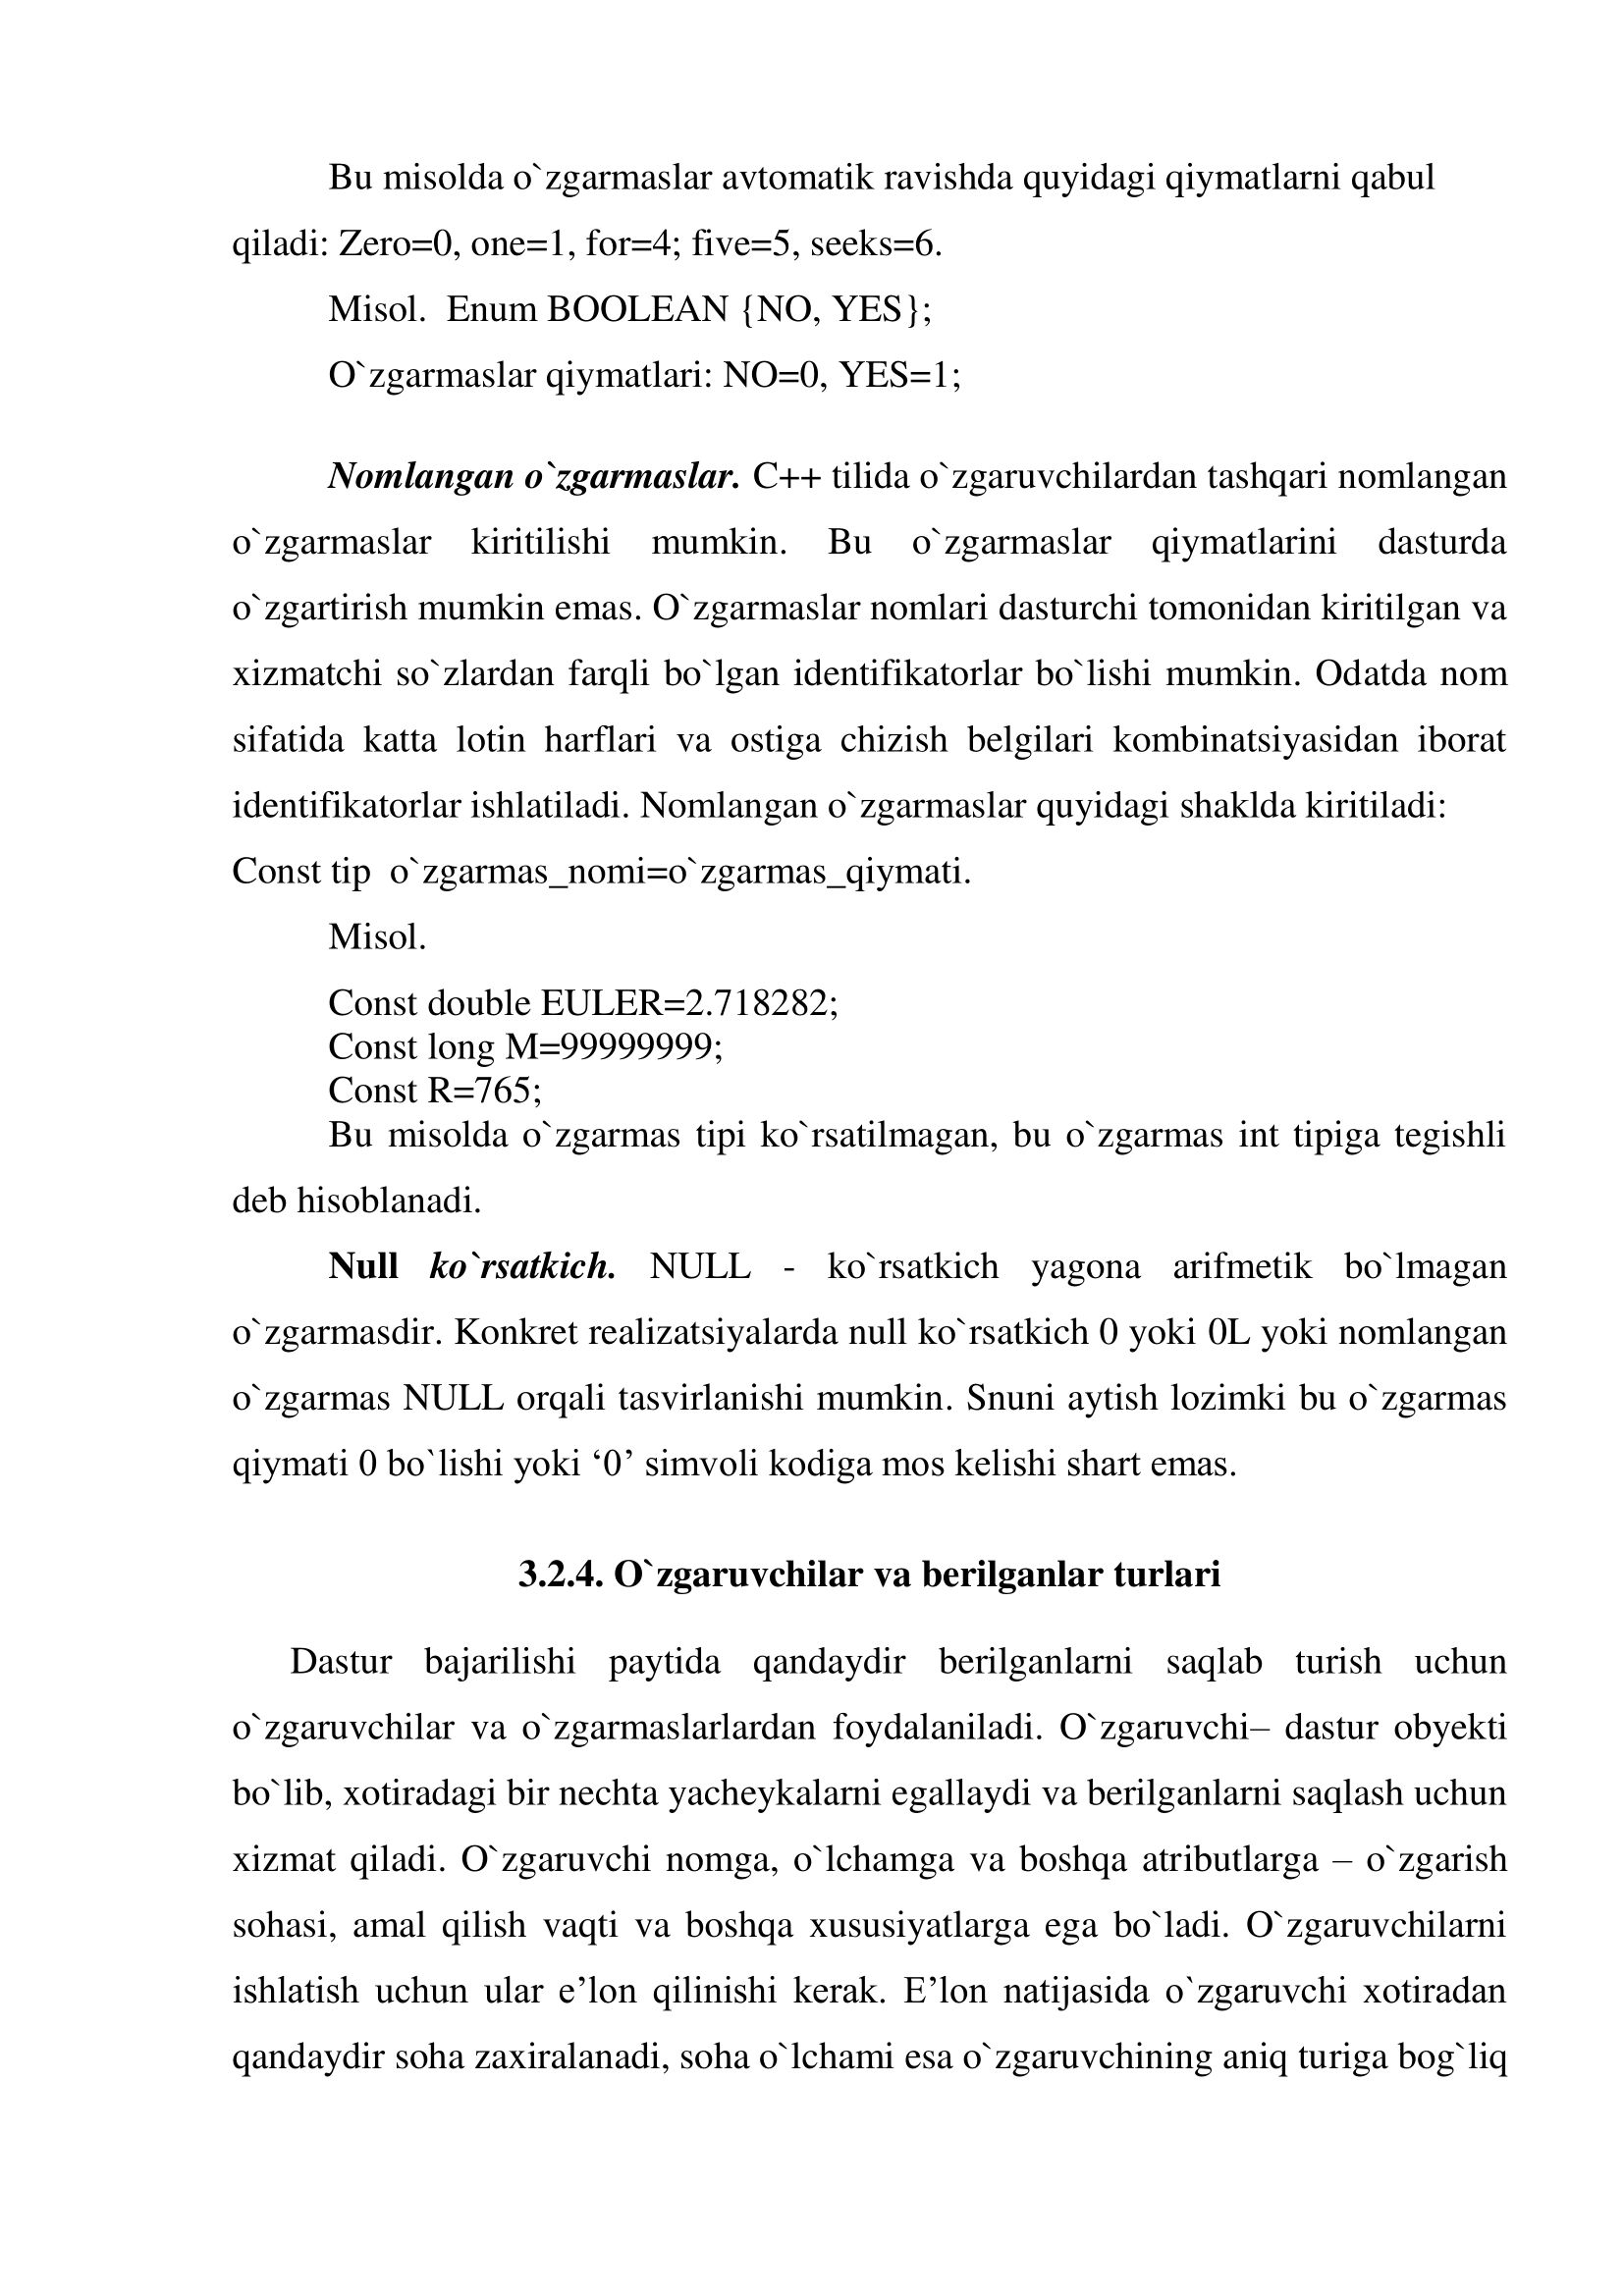 Bu misolda o`zgarmaslar avtomatik ravishda quyidagi qiymatlarni qabul
qiladi: Zero=0, one=1, for=4; five=5, seeks=6.
Misol.  Enum BOOLEAN {NO, YES};
O`zgarmaslar qiymatlari: NO=0, YES=1;
Nomlangan o`zgarmaslar. C++ tilida o`zgaruvchilardan tashqari nomlangan
o`zgarmaslar kiritilishi mumkin. Bu o`zgarmaslar qiymatlarini dasturda
o`zgartirish mumkin emas. O`zgarmaslar nomlari dasturchi tomonidan kiritilgan va
xizmatchi so`zlardan farqli bo`lgan identifikatorlar bo`lishi mumkin. Odatda nom
sifatida katta lotin harflari va ostiga chizish belgilari kombinatsiyasidan iborat
identifikatorlar ishlatiladi. Nomlangan o`zgarmaslar quyidagi shaklda kiritiladi:
Const tip  o`zgarmas_nomi=o`zgarmas_qiymati.
Misol.
Const double EULER=2.718282;
Const long M=99999999;
Const R=765;
Bu misolda o`zgarmas tipi ko`rsatilmagan, bu o`zgarmas int tipiga tegishli
deb hisoblanadi.
Null ko`rsatkich. NULL - ko`rsatkich yagona arifmetik bo`lmagan
o`zgarmasdir. Konkret realizatsiyalarda null ko`rsatkich 0 yoki 0L yoki nomlangan
o`zgarmas NULL orqali tasvirlanishi mumkin. Snuni aytish lozimki bu o`zgarmas
qiymati 0 bo`lishi yoki ‘0’ simvoli kodiga mos kelishi shart emas.
3.2.4. O`zgaruvchilar va berilganlar turlari
Dastur bajarilishi paytida qandaydir berilganlarni saqlab turish uchun
o`zgaruvchilar va o`zgarmaslarlardan foydalaniladi. O`zgaruvchi– dastur obyekti
bo`lib, xotiradagi bir nechta yacheykalarni egallaydi va berilganlarni saqlash uchun
xizmat qiladi. O`zgaruvchi nomga, o`lchamga va boshqa atributlarga – o`zgarish
sohasi, amal qilish vaqti va boshqa xususiyatlarga ega bo`ladi. O`zgaruvchilarni
ishlatish uchun ular e’lon qilinishi kerak. E’lon natijasida o`zgaruvchi xotiradan
qandaydir soha zaxiralanadi, soha o`lchami esa o`zgaruvchining aniq turiga bog`liq